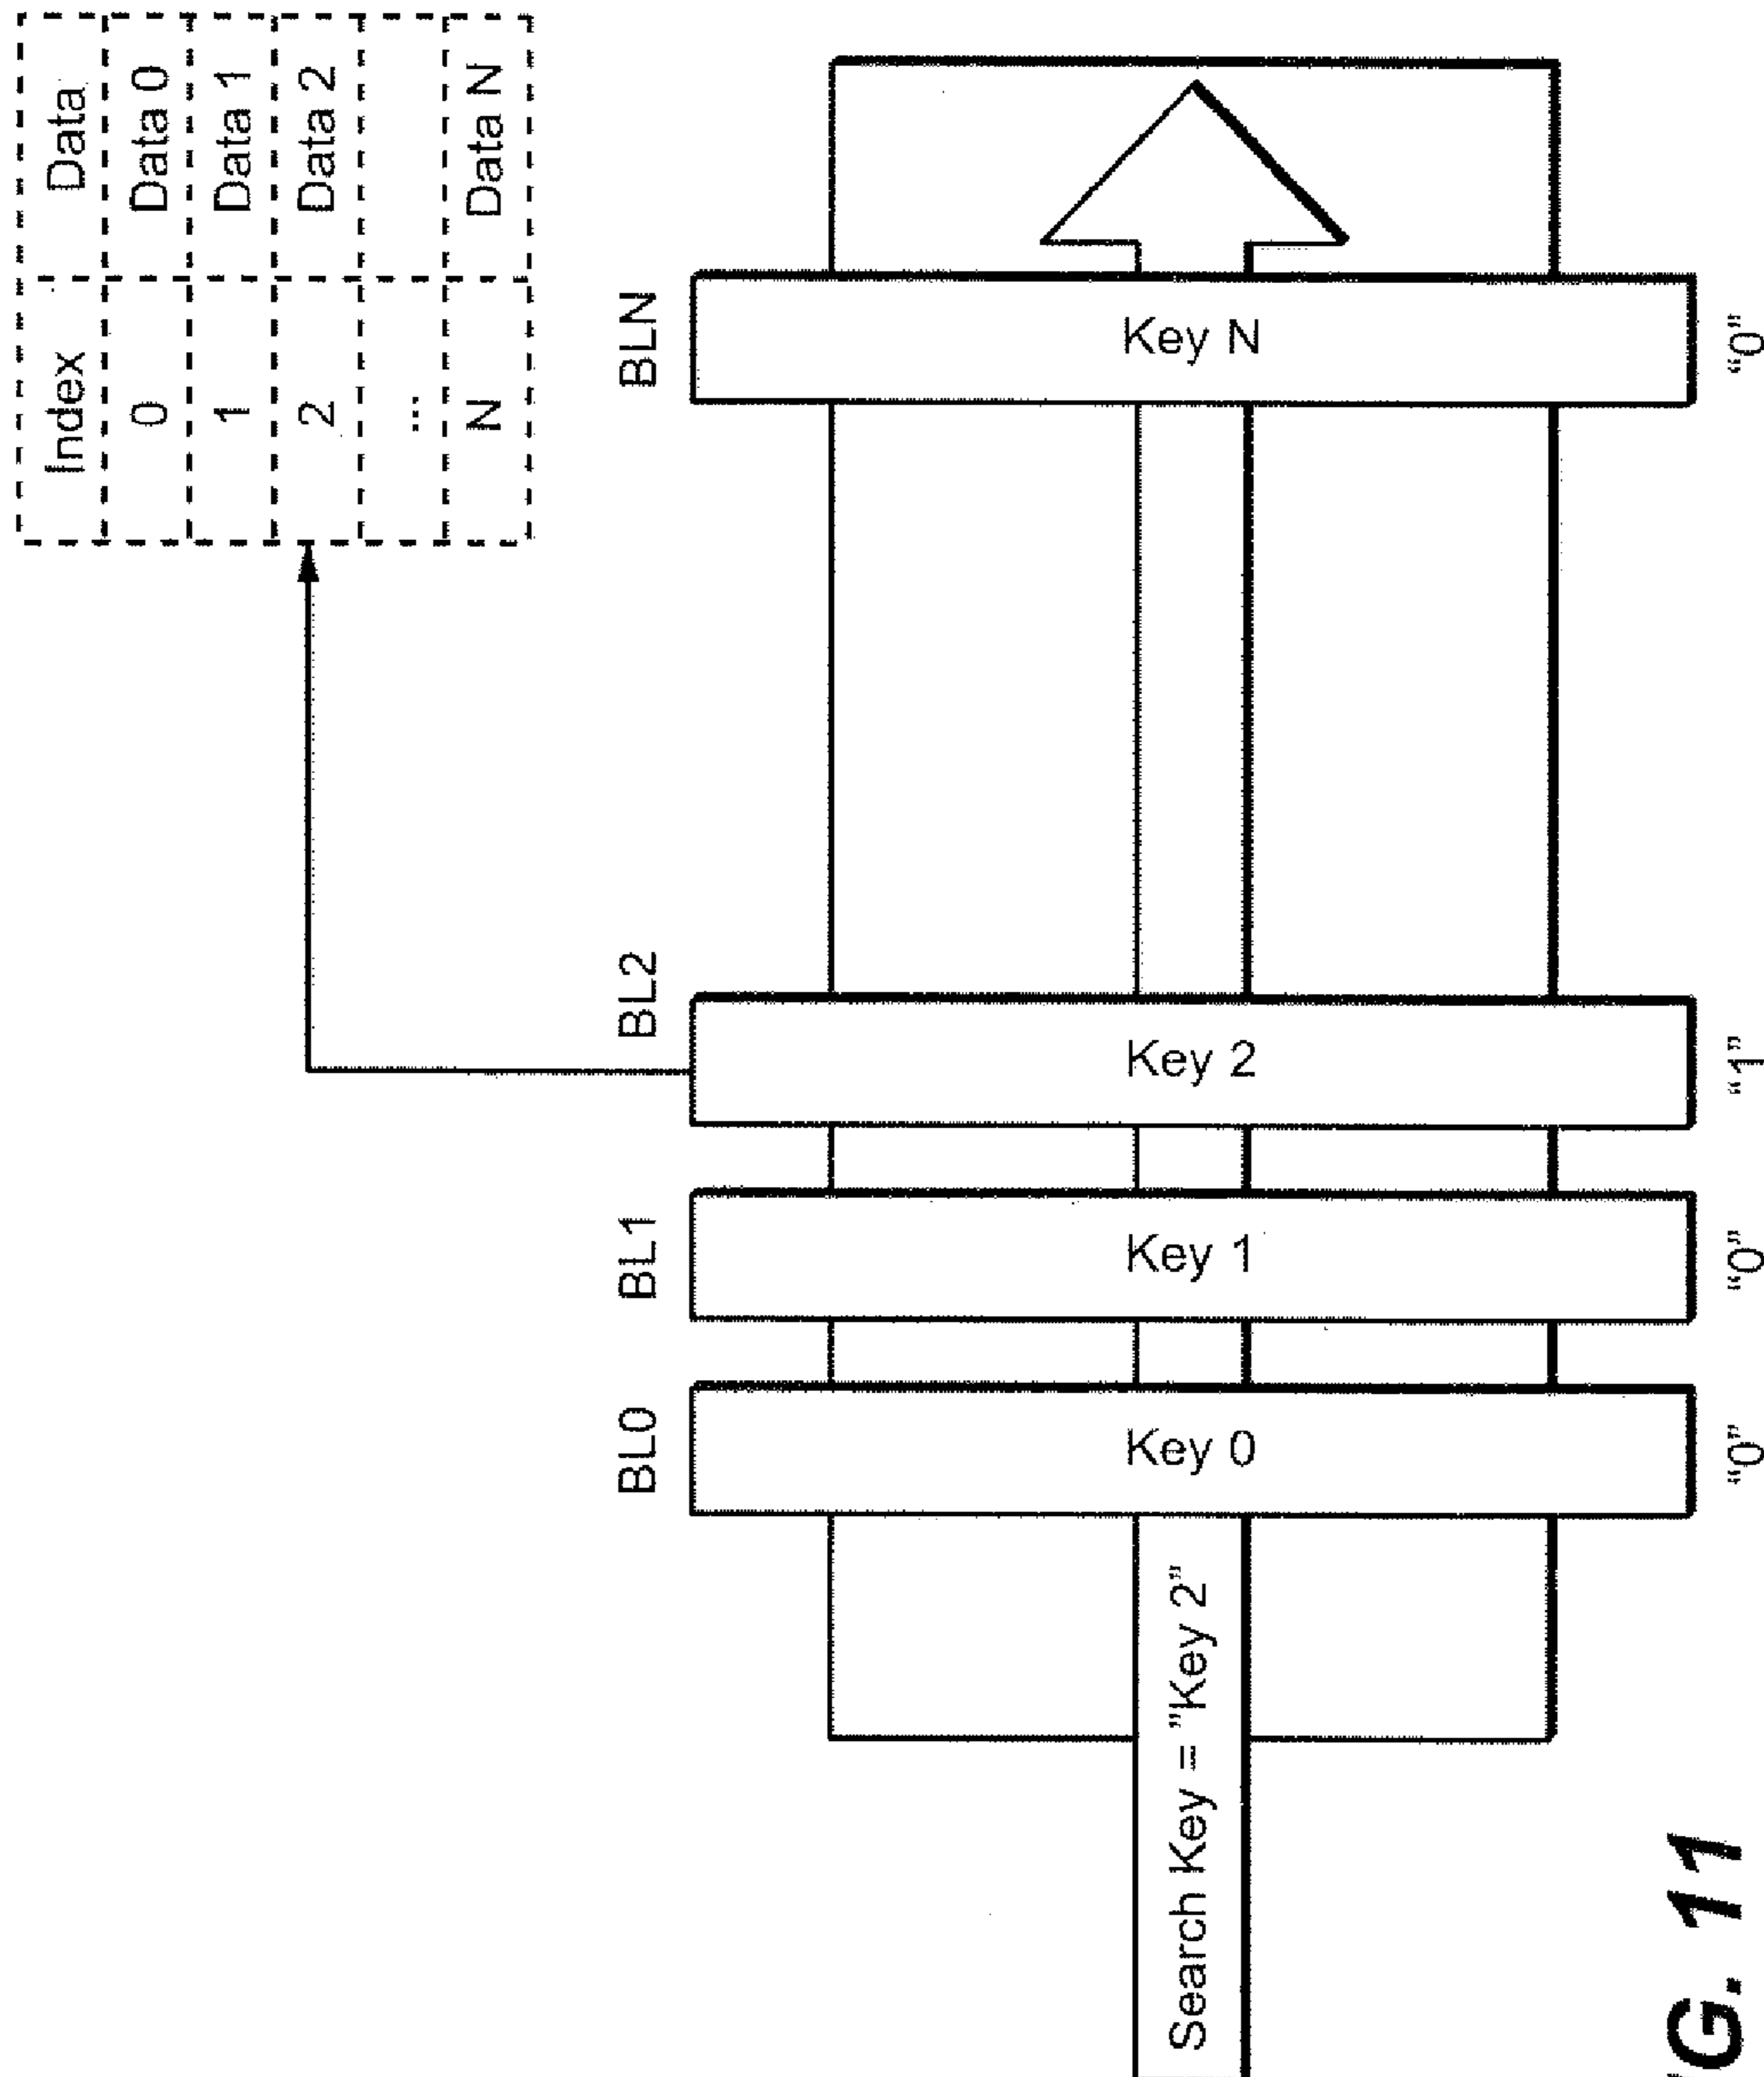 Index Data
0 Data 0
1 Data 1
2 Data 2
...
N Data N
BL0 BL1 BL2 BLN
Search Key = "Key 2"
Key 0 Key 1 Key 2 Key N
"0" "0" "1" "0"
G. 11